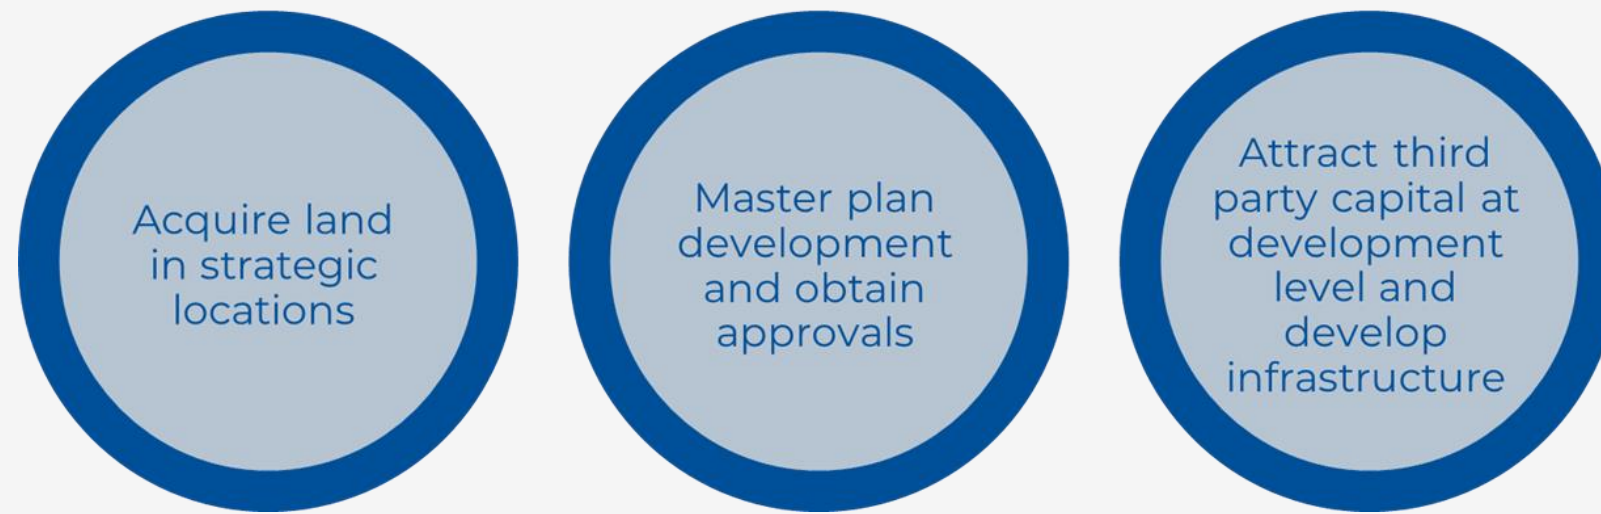 Acquire land
in strategic
locations
Master plan
development
and obtain
approvals
Attract third
party capital at
development
level and
develop
infrastructure